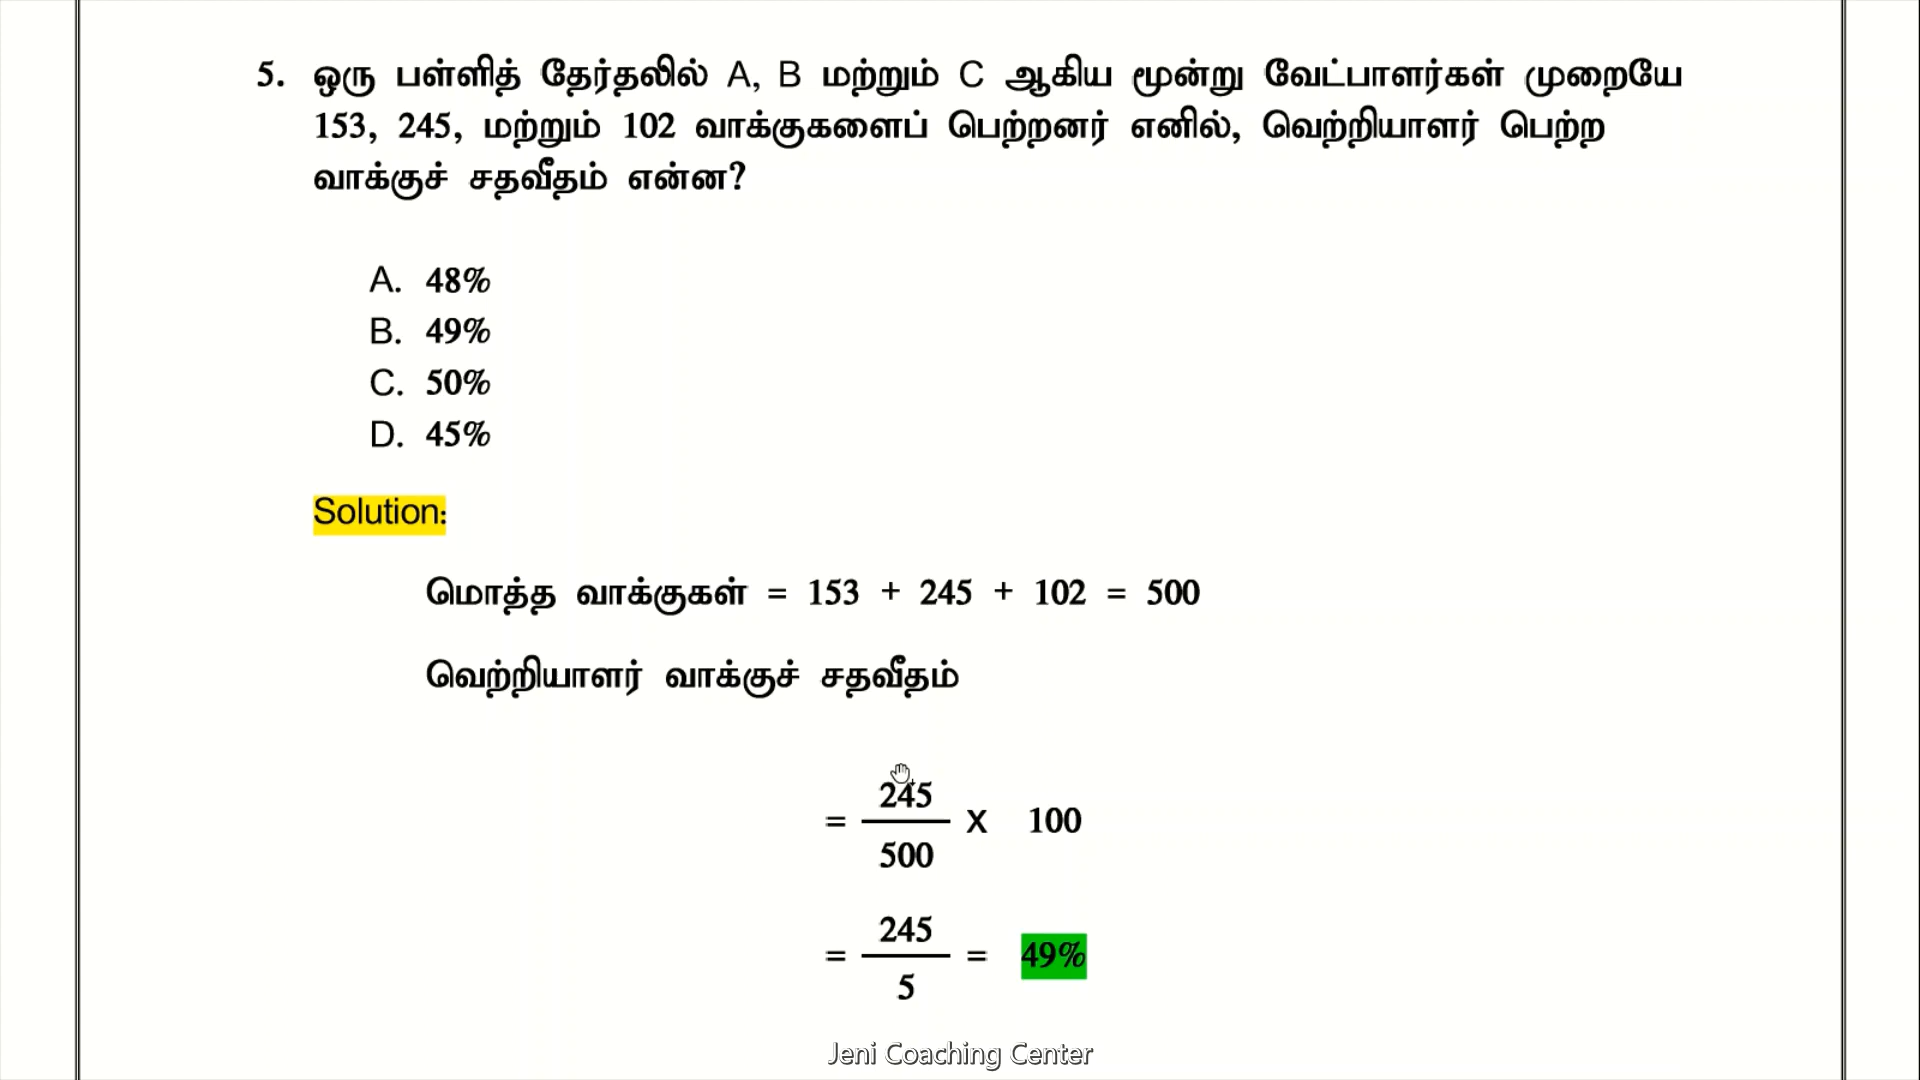 5. ஒரு பள்ளித் தேர்தலில் A, B மற்றும் C ஆகிய மூன்று வேட்பாளர்கள் முறையே
153, 245, மற்றும் 102 வாக்குகளைப் பெற்றனர் எனில், வெற்றியாளர் பெற்ற
வாக்குச் சதவீதம் என்ன?
A. 48%
B. 49%
C. 50%
D. 45%
Solution:
மொத்த வாக்குகள் = 153 + 245 + 102 = 500
வெற்றியாளர் வாக்குச் சதவீதம்
245
= X 100
500
245
= = 49%
5
Jeni Coaching Center